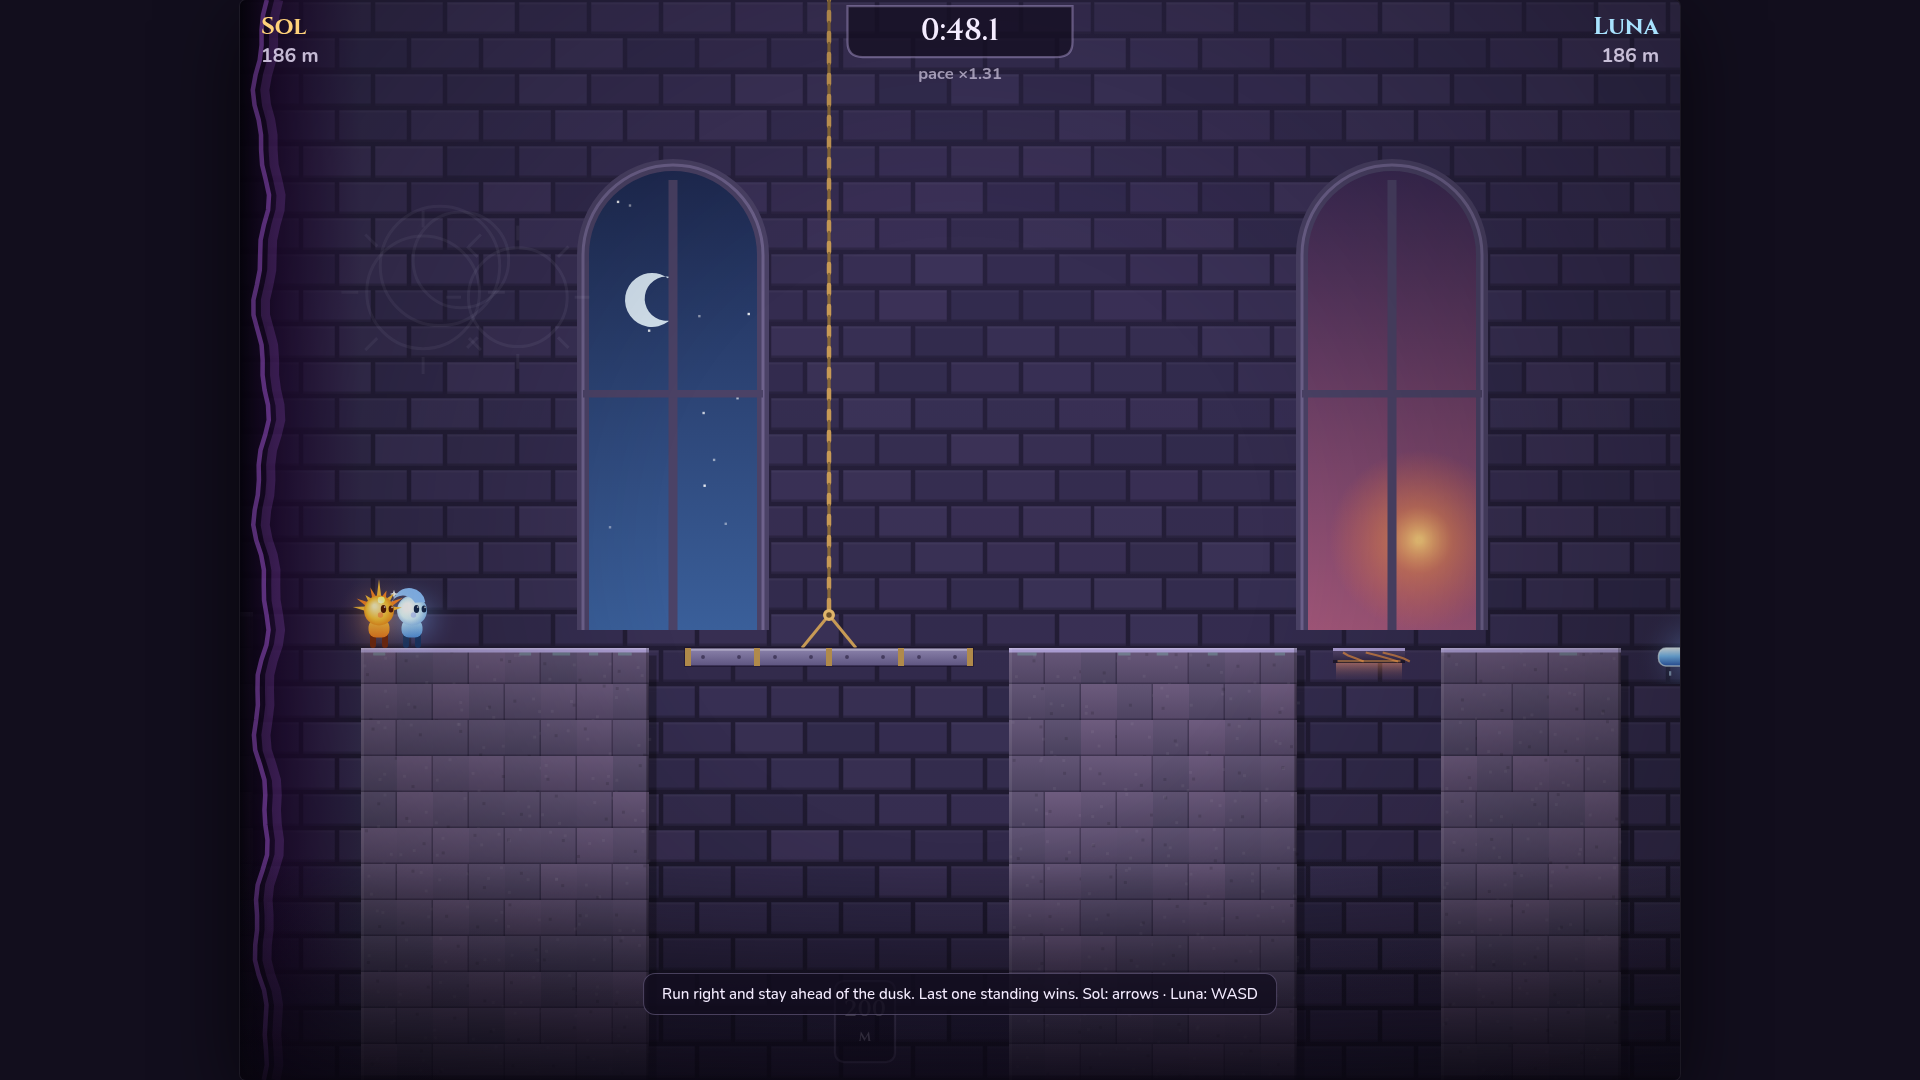 SOL
186 m
0:48.1
pace ×1.31
LUNA
186 m
Run right and stay ahead of the dusk. Last one standing wins. Sol: arrows · Luna: WASD
200
M